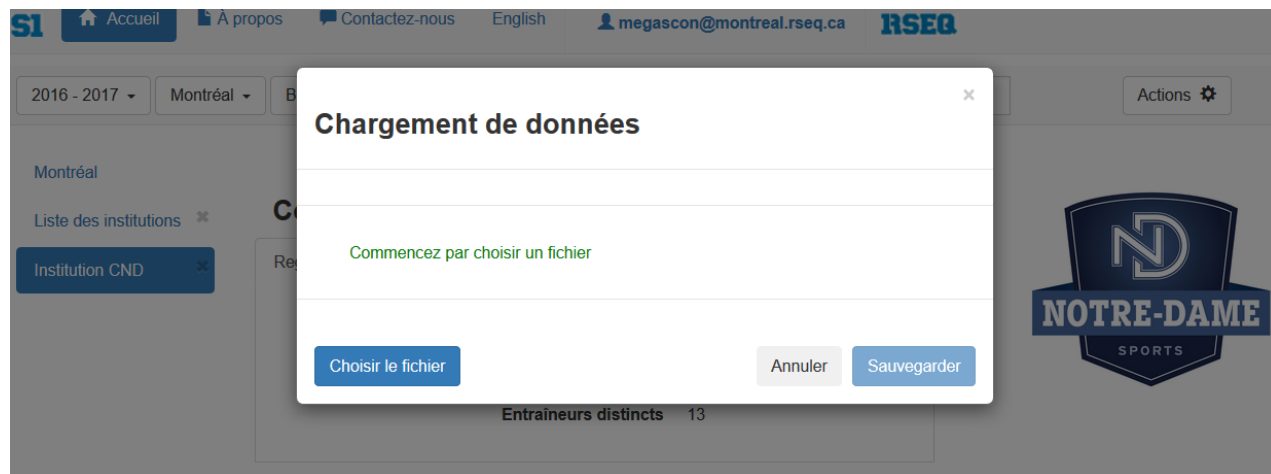 S1 Accueil À propos Contactez-nous English megascon@montreal.rseq.ca RSEQ
2016 - 2017 Montréal B Actions
×
Chargement de données
Montréal
Liste des institutions
Institution CND
Commencez par choisir un fichier
Choisir le fichier Annuler Sauvegarder
Entraîneurs distincts 13
ND
NOTRE-DAME
SPORTS